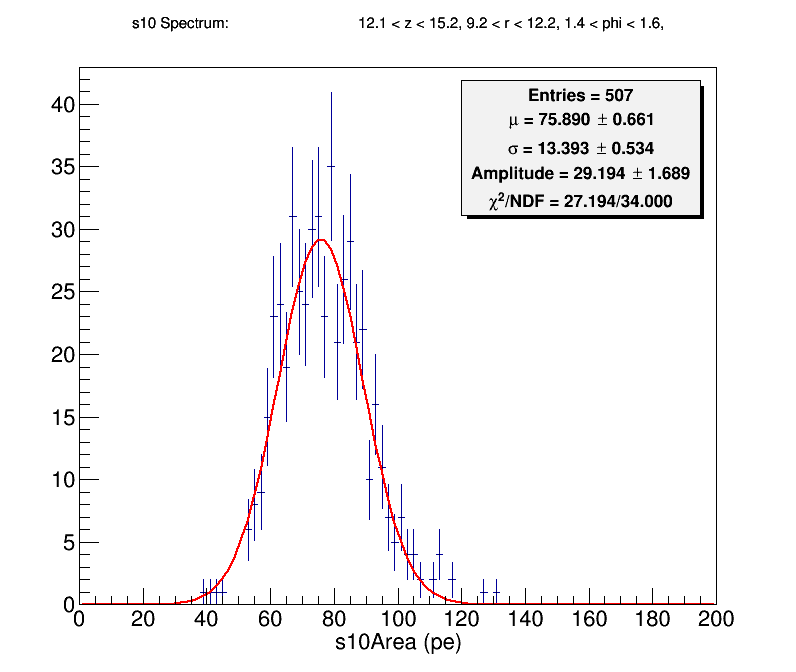 s10 Spectrum: 12.1 < z < 15.2, 9.2 < r < 12.2, 1.4 < phi < 1.6,
Entries = 507
μ = 75.890 ± 0.661
σ = 13.393 ± 0.534
Amplitude = 29.194 ± 1.689
χ²/NDF = 27.194/34.000
40
35
30
25
20
15
10
5
0
0 20 40 60 80 100 120 140 160 180 200
s10Area (pe)